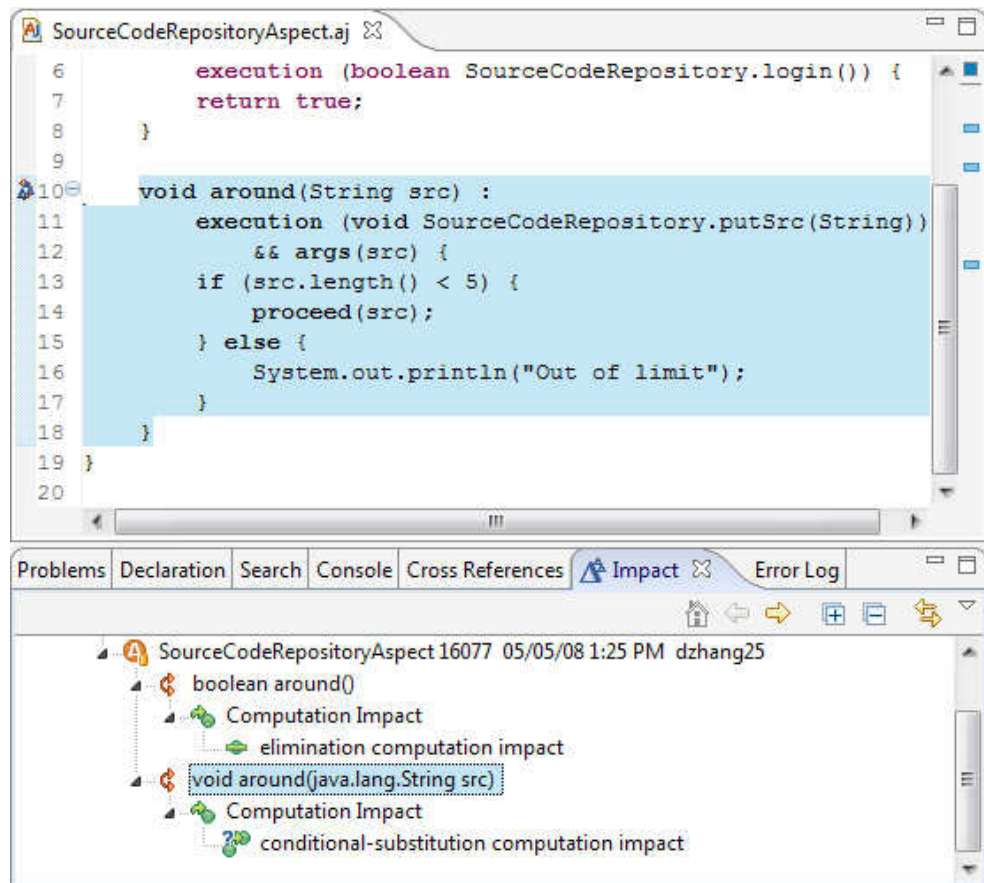 SourceCodeRepositoryAspect.aj
6 execution (boolean SourceCodeRepository.login()) {
7 return true;
8 }
9
10 void around(String src) :
11 execution (void SourceCodeRepository.putSrc(String))
12 && args(src) {
13 if (src.length() < 5) {
14 proceed(src);
15 } else {
16 System.out.println("Out of limit");
17 }
18 }
19 }
20
Problems Declaration Search Console Cross References Impact Error Log
SourceCodeRepositoryAspect 16077 05/05/08 1:25 PM dzhang25
boolean around()
Computation Impact
elimination computation impact
void around(java.lang.String src)
Computation Impact
conditional-substitution computation impact